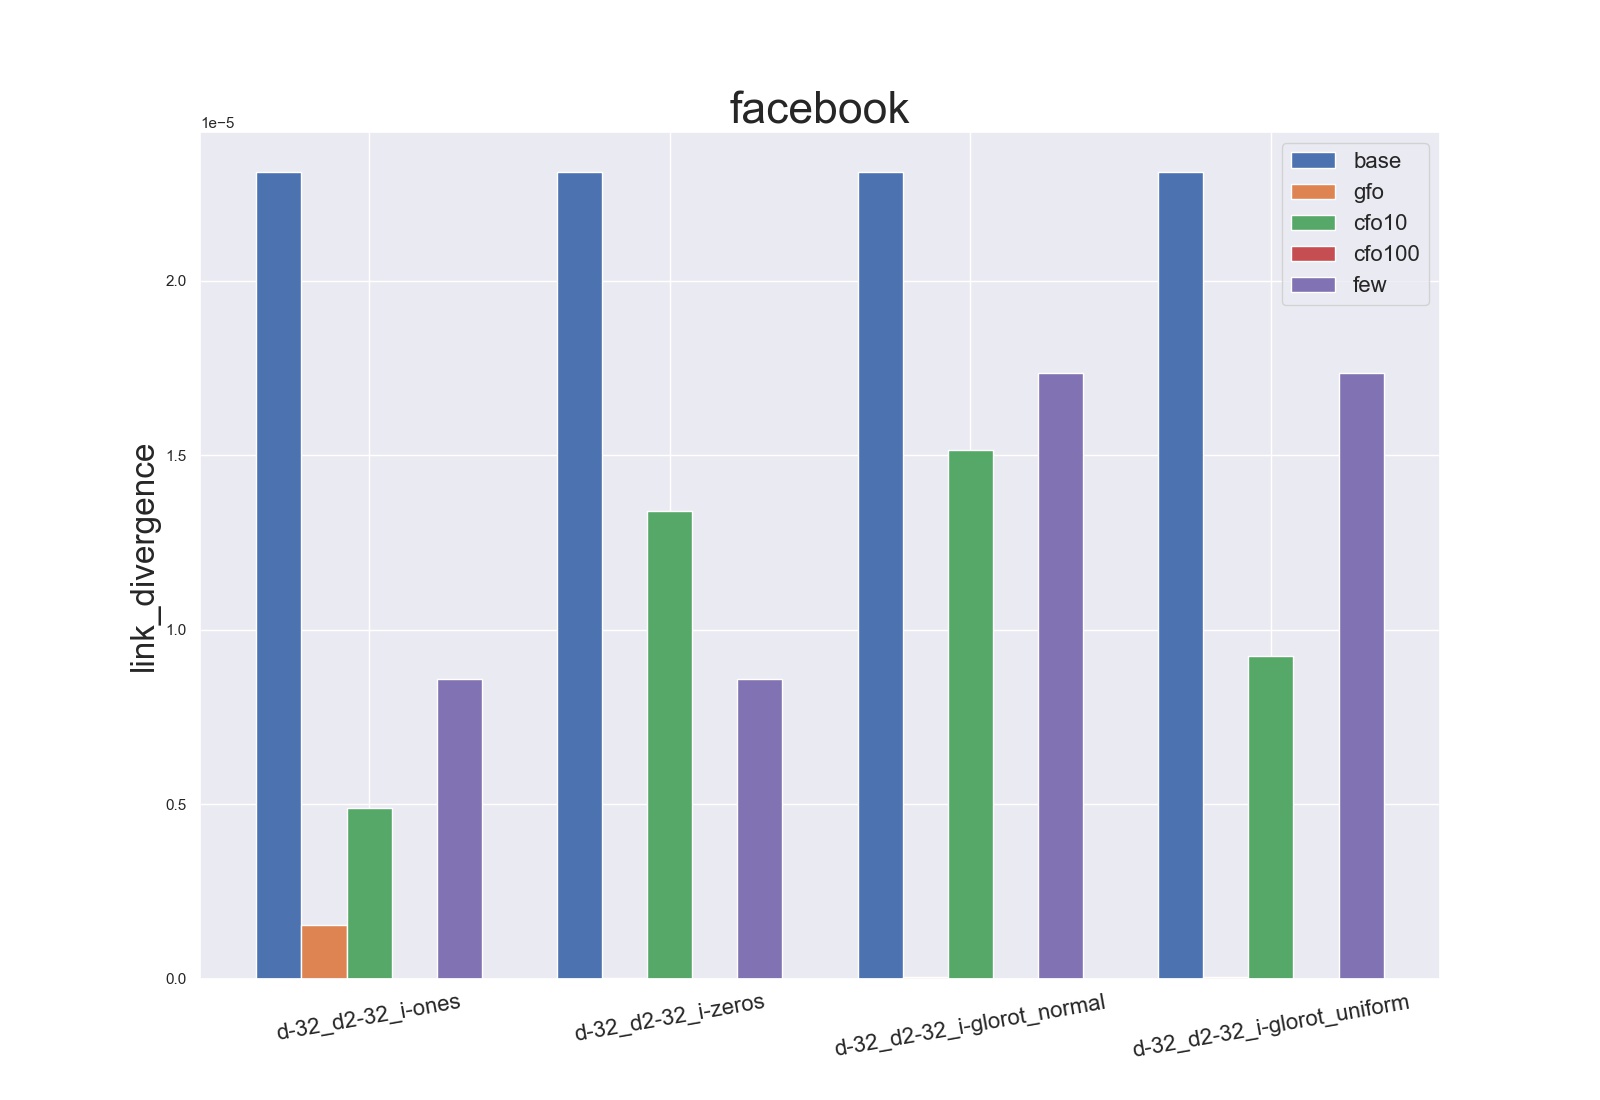 facebook
1e−5
base
gfo
cfo10
cfo100
few
link_divergence
2.0
1.5
1.0
0.5
0.0
d-32_d2-32_i-ones
d-32_d2-32_i-zeros
d-32_d2-32_i-glorot_normal
d-32_d2-32_i-glorot_uniform